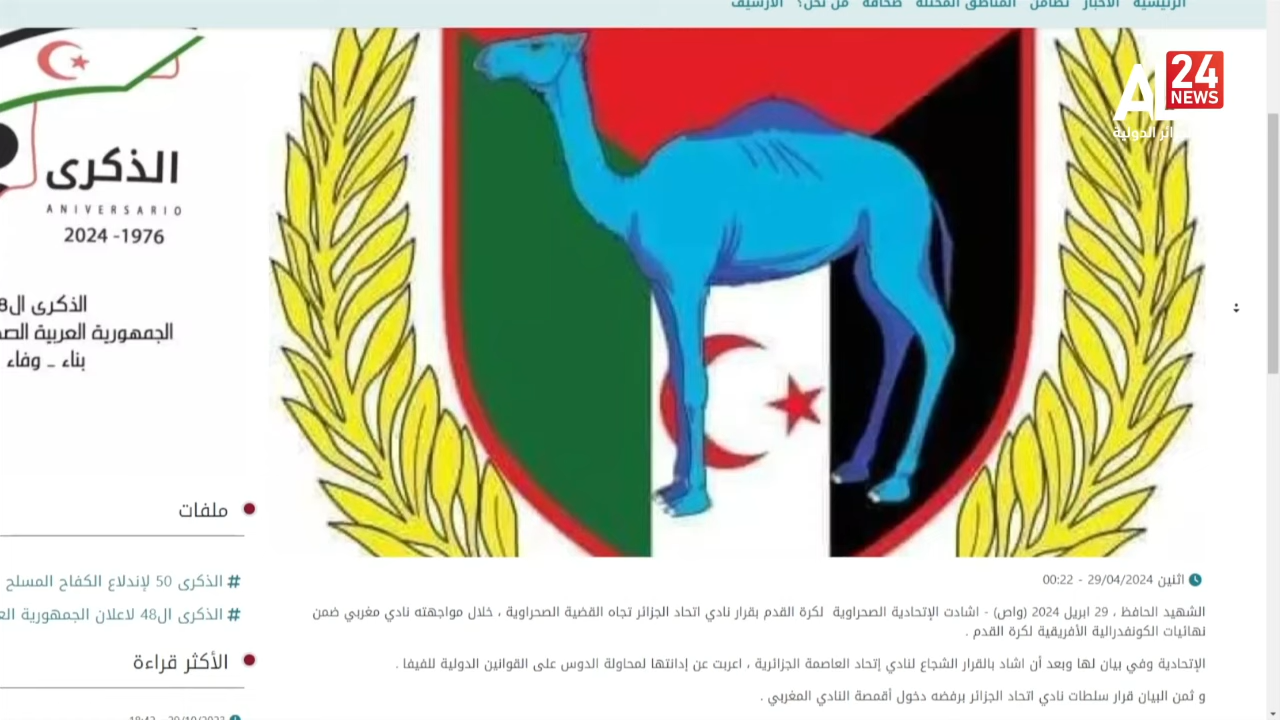 الرئيسية الأخبار تضامن المناطق المحتلة صحافة من نحن؟ الأرشيف
24
NEWS
AL
الدولية
الذكرى
ANIVERSARIO
2024 -1976
الذكرى ال
الجمهورية العربية
بناء _ وفاء
ملفات
# الذكرى 50 لإندلاع الكفاح المسلح
# الذكرى ال48 لاعلان الجمهورية
الأكثر قراءة
اثنين 29/04/2024 - 00:22
الشهيد الحافظ ، 29 ابريل 2024 (واص) - اشادت الإتحادية الصحراوية لكرة القدم بقرار نادي اتحاد الجزائر تجاه القضية الصحراوية ، خلال مواجهته نادي مغربي ضمن
نهائيات الكونفدرالية الأفريقية لكرة القدم .
الإتحادية وفي بيان لها وبعد أن اشاد بالقرار الشجاع لنادي إتحاد العاصمة الجزائرية ، اعربت عن إدانتها لمحاولة الدوس على القوانين الدولية للفيفا .
و ثمن البيان قرار سلطات نادي اتحاد الجزائر برفضه دخول أقمصة النادي المغربي .